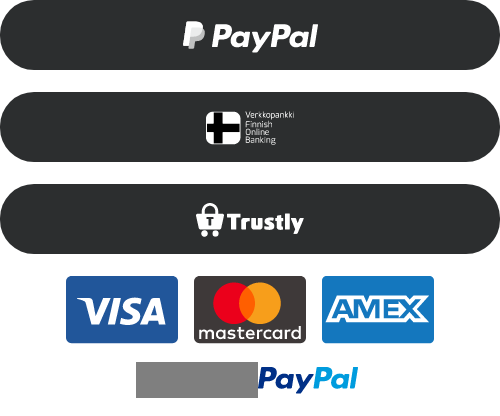 PayPal
Verkkopankki
Finnish
Online
Banking
Trustly
VISA
mastercard
AMEX
PayPal